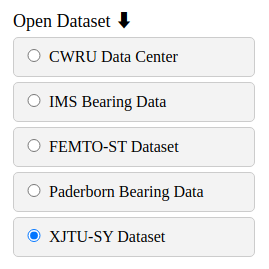 Open Dataset ⬇
CWRU Data Center
IMS Bearing Data
FEMTO-ST Dataset
Paderborn Bearing Data
XJTU-SY Dataset